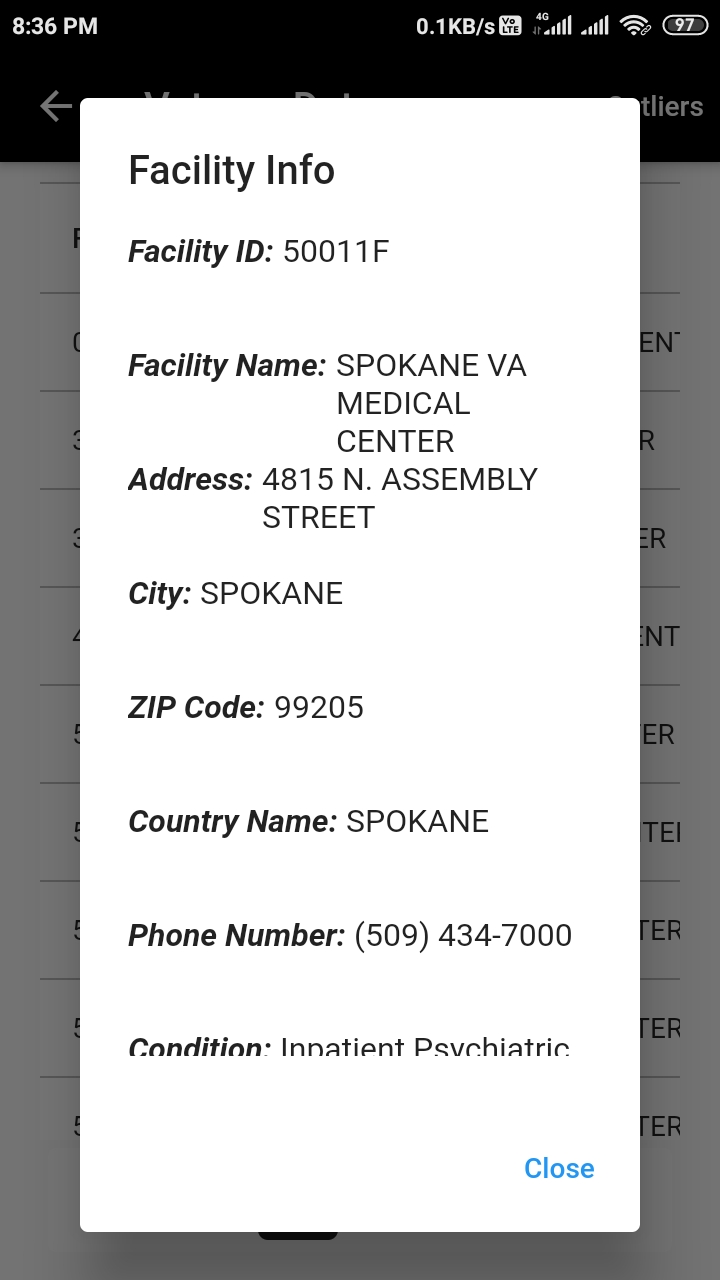 8:36 PM 0.1KB/s Vo LTE 4G 97
Facility Info
Facility ID: 50011F
Facility Name: SPOKANE VA
MEDICAL
CENTER
Address: 4815 N. ASSEMBLY
STREET
City: SPOKANE
ZIP Code: 99205
Country Name: SPOKANE
Phone Number: (509) 434-7000
Condition: Inpatient Psychiatric
Close